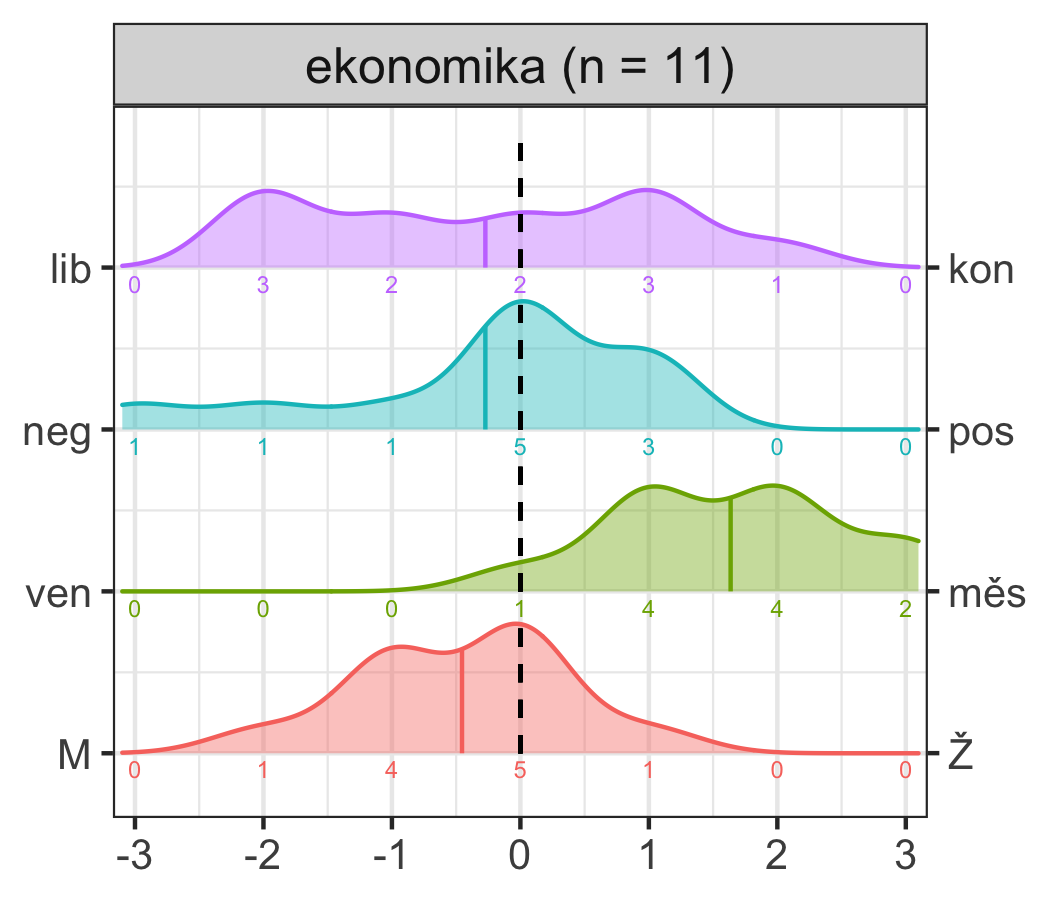 ekonomika (n = 11)
lib kon
0 3 2 2 3 1 0
neg pos
1 1 1 5 3 0 0
ven měs
0 0 0 1 4 4 2
M Ž
0 1 4 5 1 0 0
-3 -2 -1 0 1 2 3